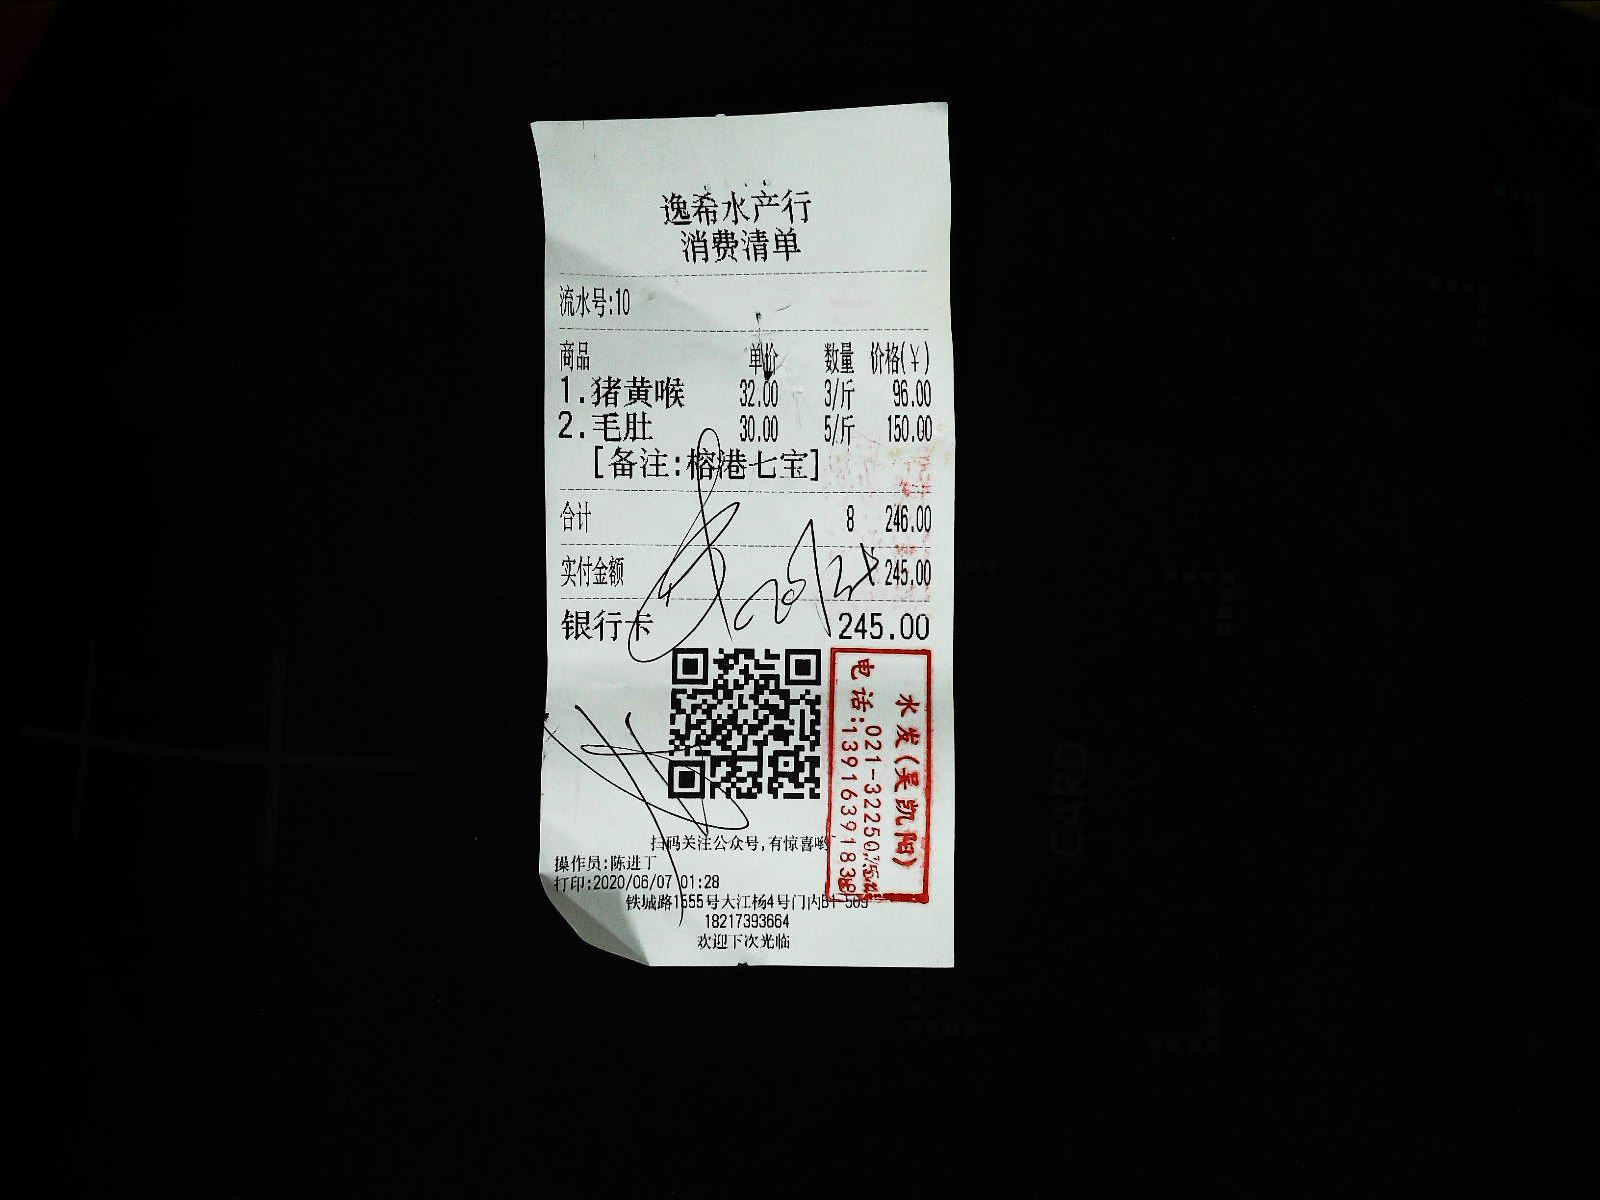 逸希水产行
消费清单
流水号:10
商品 单价 数量 价格(￥)
1.猪黄喉 32.00 3/斤 96.00
2.毛肚 30.00 5/斤 150.00
[备注:榕港七宝]
合计 8 246.00
实付金额 245.00
银行卡 245.00
水发(吴凯阳)
电话:021-32250
13916391838
扫码关注公众号,有惊喜哟
操作员:陈进丁
打印:2020/06/07 01:28
铁城路1555号大江杨4号门内B1-509
18217393664
欢迎下次光临
CARD